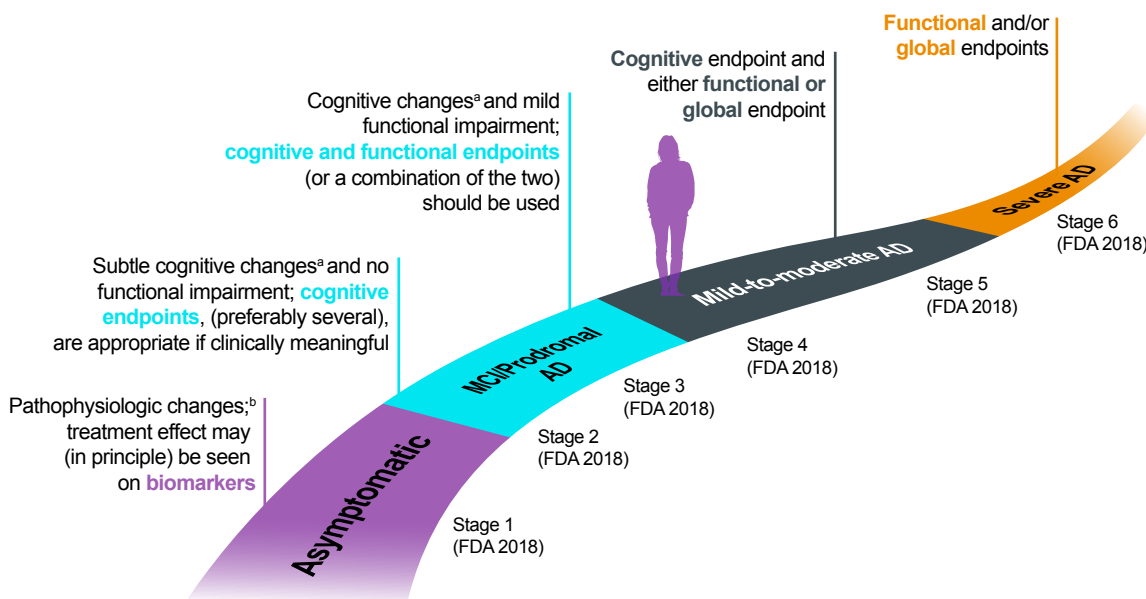 Functional and/or
global endpoints
Cognitive endpoint and
either functional or
global endpoint
Cognitive changesᵃ and mild
functional impairment;
cognitive and functional endpoints
(or a combination of the two)
should be used
Subtle cognitive changesᵃ and no
functional impairment; cognitive
endpoints, (preferably several),
are appropriate if clinically meaningful
Pathophysiologic changes;ᵇ
treatment effect may
(in principle) be seen
on biomarkers
Asymptomatic
MCI/Prodromal
AD
Mild-to-moderate AD
Severe AD
Stage 1
(FDA 2018)
Stage 2
(FDA 2018)
Stage 3
(FDA 2018)
Stage 4
(FDA 2018)
Stage 5
(FDA 2018)
Stage 6
(FDA 2018)